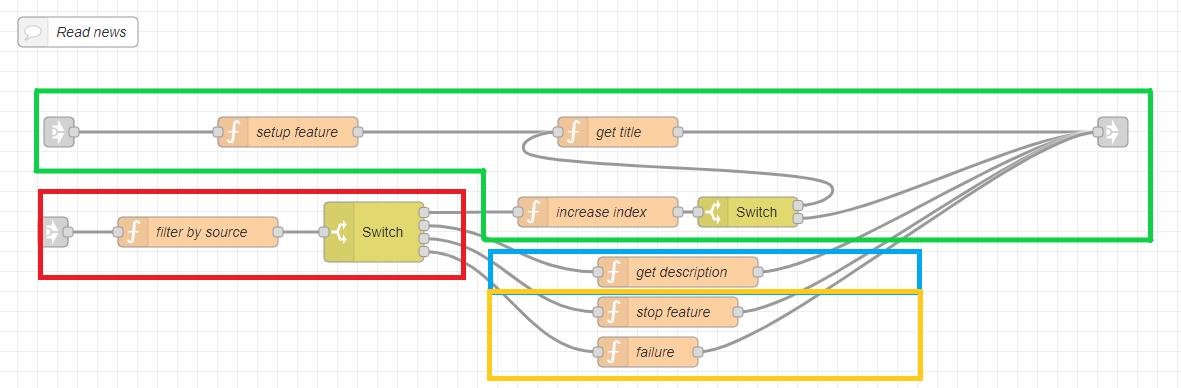 Read news
setup feature
get title
increase index
Switch
filter by source
Switch
get description
stop feature
failure